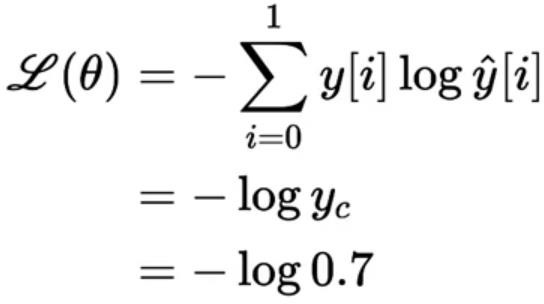 ℒ(θ) = − ∑_{i=0}^{1} y[i] log ŷ[i]
= − log y_c
= − log 0.7